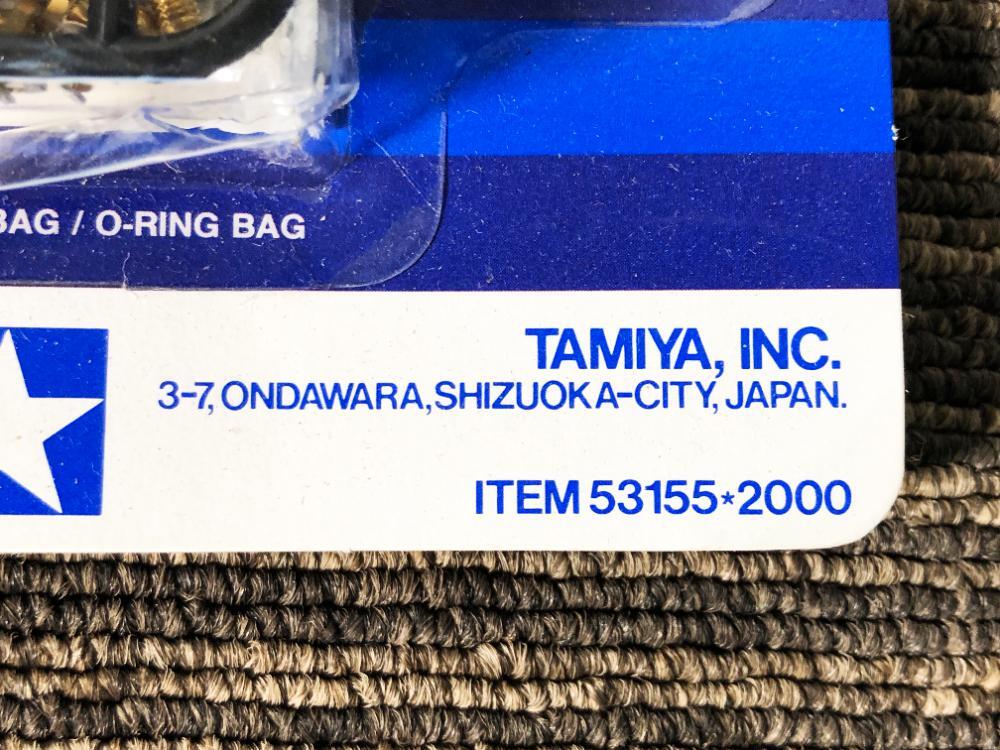 BAG / O-RING BAG
TAMIYA, INC.
3-7, ONDAWARA, SHIZUOKA-CITY, JAPAN.
ITEM 53155*2000